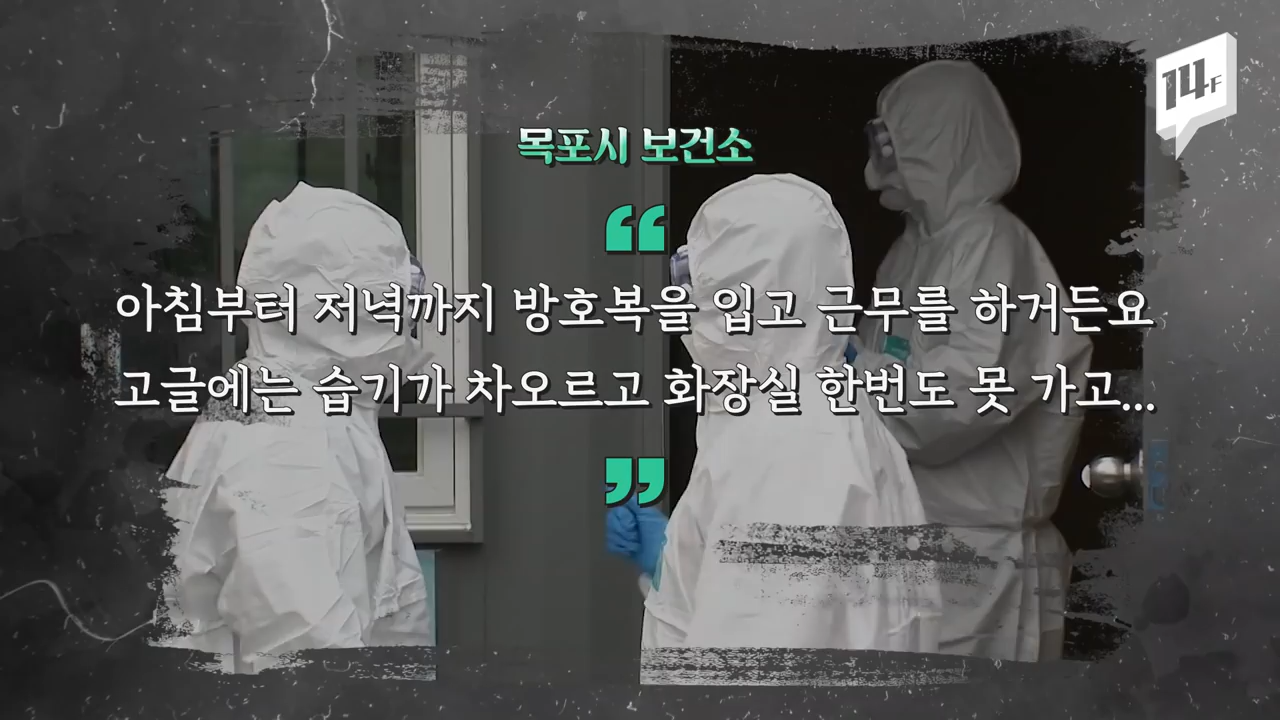 14F
목포시 보건소
“
아침부터 저녁까지 방호복을 입고 근무를 하거든요
고글에는 습기가 차오르고 화장실 한번도 못 가고...
”